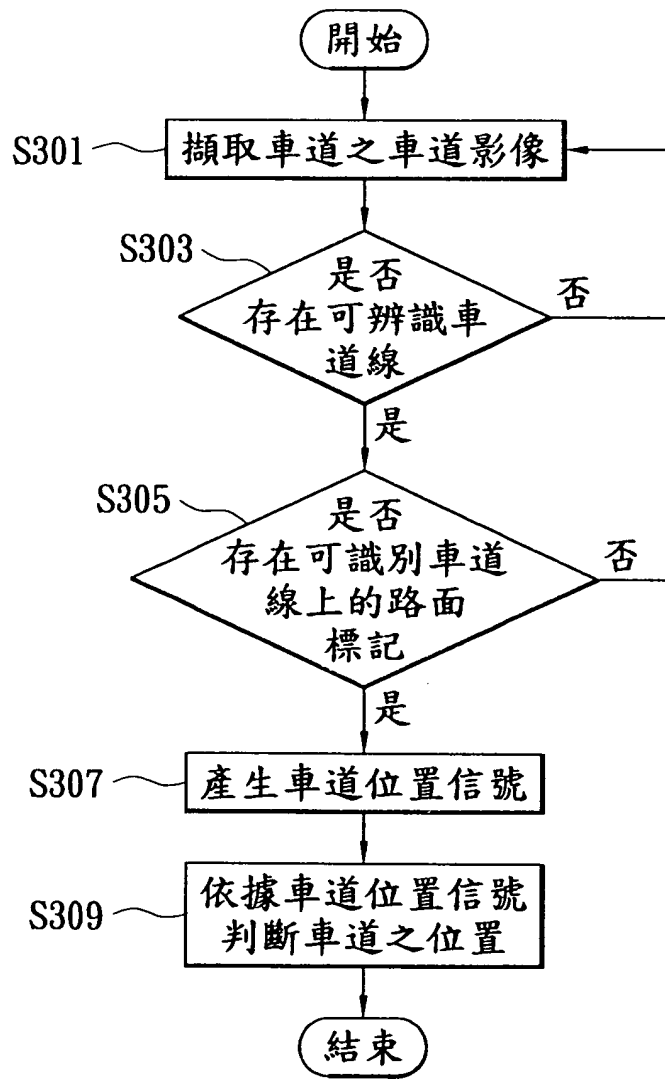 開始
S301
擷取車道之車道影像
S303
是否
存在可辨識車
道線
否
是
S305
是否
存在可識別車道
線上的路面
標記
否
是
S307
產生車道位置信號
S309
依據車道位置信號
判斷車道之位置
結束